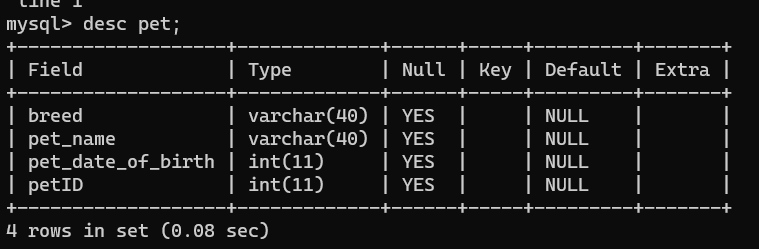 line 1
mysql> desc pet;
+-------------------+-------------+------+-----+---------+-------+
| Field             | Type        | Null | Key | Default | Extra |
+-------------------+-------------+------+-----+---------+-------+
| breed             | varchar(40) | YES  |     | NULL    |       |
| pet_name          | varchar(40) | YES  |     | NULL    |       |
| pet_date_of_birth | int(11)     | YES  |     | NULL    |       |
| petID             | int(11)     | YES  |     | NULL    |       |
+-------------------+-------------+------+-----+---------+-------+
4 rows in set (0.08 sec)